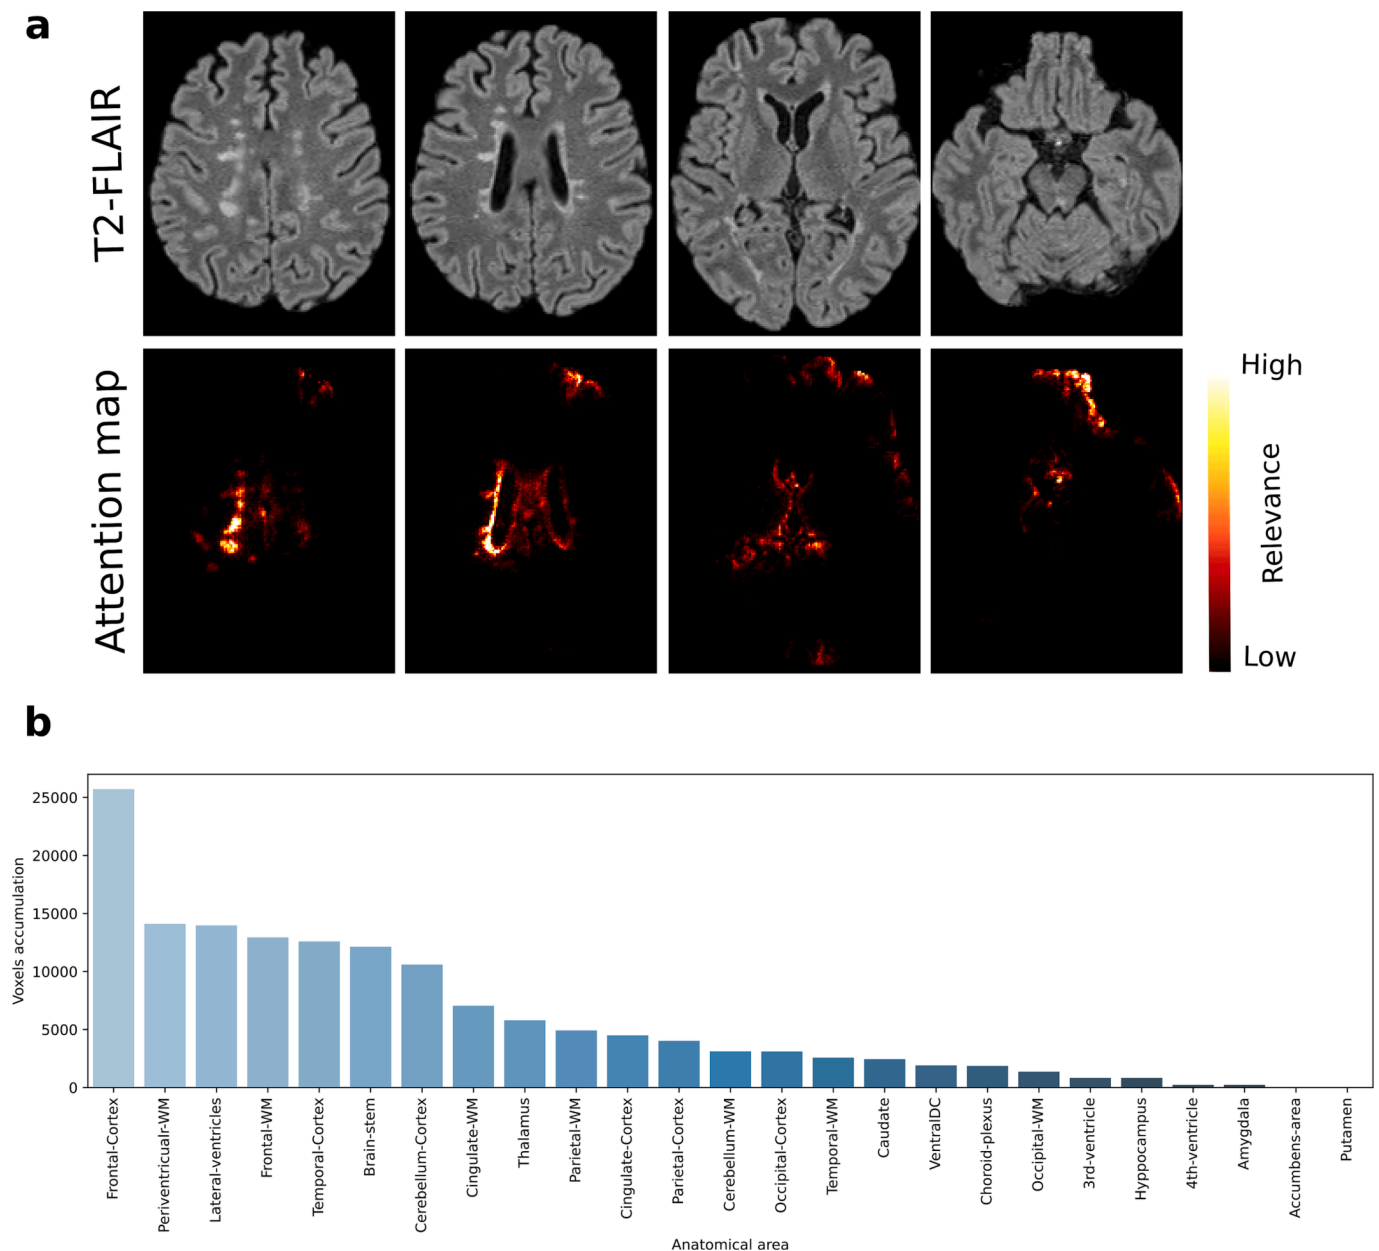 a
T2-FLAIR
Attention map
High
Relevance
Low
b
Voxels accumulation
25000
20000
15000
10000
5000
0
Frontal-Cortex
Periventricualr-WM
Lateral-ventricles
Frontal-WM
Temporal-Cortex
Brain-stem
Cerebellum-Cortex
Cingulate-WM
Thalamus
Parietal-WM
Cingulate-Cortex
Parietal-Cortex
Cerebellum-WM
Occipital-Cortex
Temporal-WM
Caudate
VentralDC
Choroid-plexus
Occipital-WM
3rd-ventricle
Hyppocampus
4th-ventricle
Amygdala
Accumbens-area
Putamen
Anatomical area